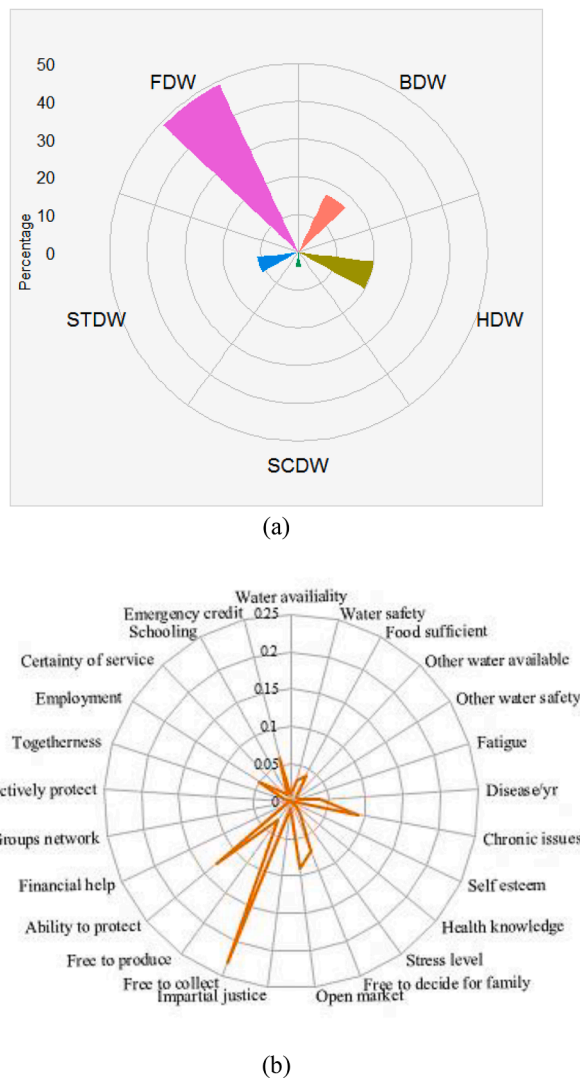 50
FDW
BDW
40
30
20
10
0
Percentage
STDW
HDW
SCDW
(a)
Water availiality
Emergency credit
0.25
Water safety
Schooling
Food sufficient
0.2
Certainty of service
Other water available
0.15
Employment
Other water safety
0.1
Togetherness
Fatigue
0.05
ctively protect
Disease/yr
0
Groups network
Chronic issues
Financial help
Self esteem
Ability to protect
Health knowledge
Free to produce
Stress level
Free to collect
Free to decide for family
Impartial justice
Open market
(b)